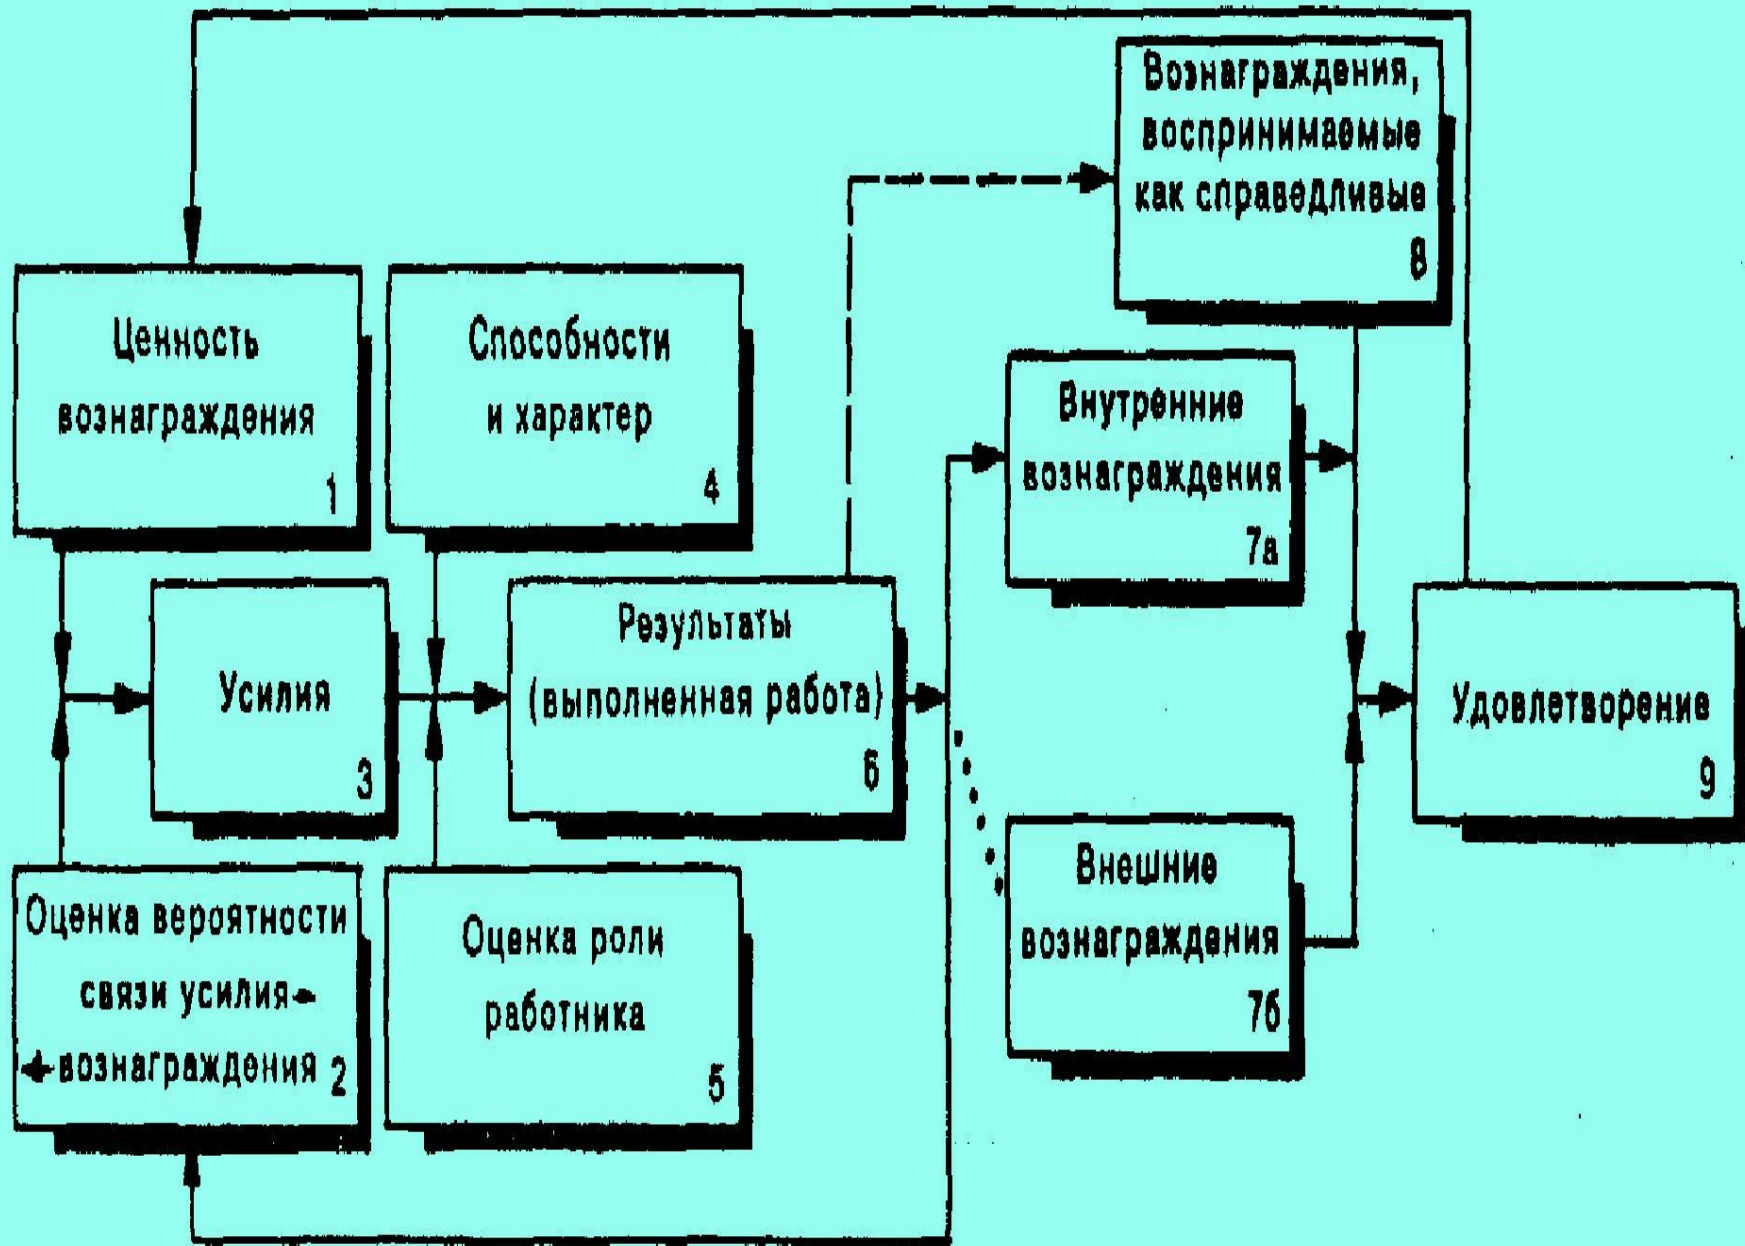 Ценность
вознаграждения
1
Способности
и характер
4
Вознаграждения,
воспринимаемые
как справедливые
8
Внутренние
вознаграждения
7а
Усилия
3
Результаты
(выполненная работа)
6
Удовлетворение
9
Оценка вероятности
связи усилия-
вознаграждения 2
Оценка роли
работника
5
Внешние
вознаграждения
7б